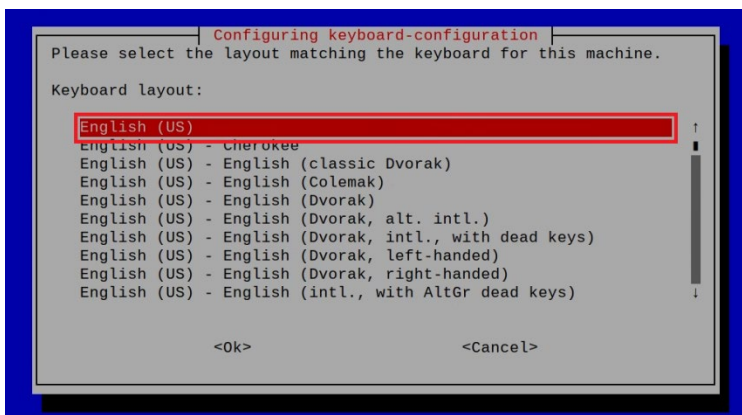 Configuring keyboard-configuration
Please select the layout matching the keyboard for this machine.
Keyboard layout:
English (US)
English (US) - Cherokee
English (US) - English (classic Dvorak)
English (US) - English (Colemak)
English (US) - English (Dvorak)
English (US) - English (Dvorak, alt. intl.)
English (US) - English (Dvorak, intl., with dead keys)
English (US) - English (Dvorak, left-handed)
English (US) - English (Dvorak, right-handed)
English (US) - English (intl., with AltGr dead keys)
<Ok> <Cancel>